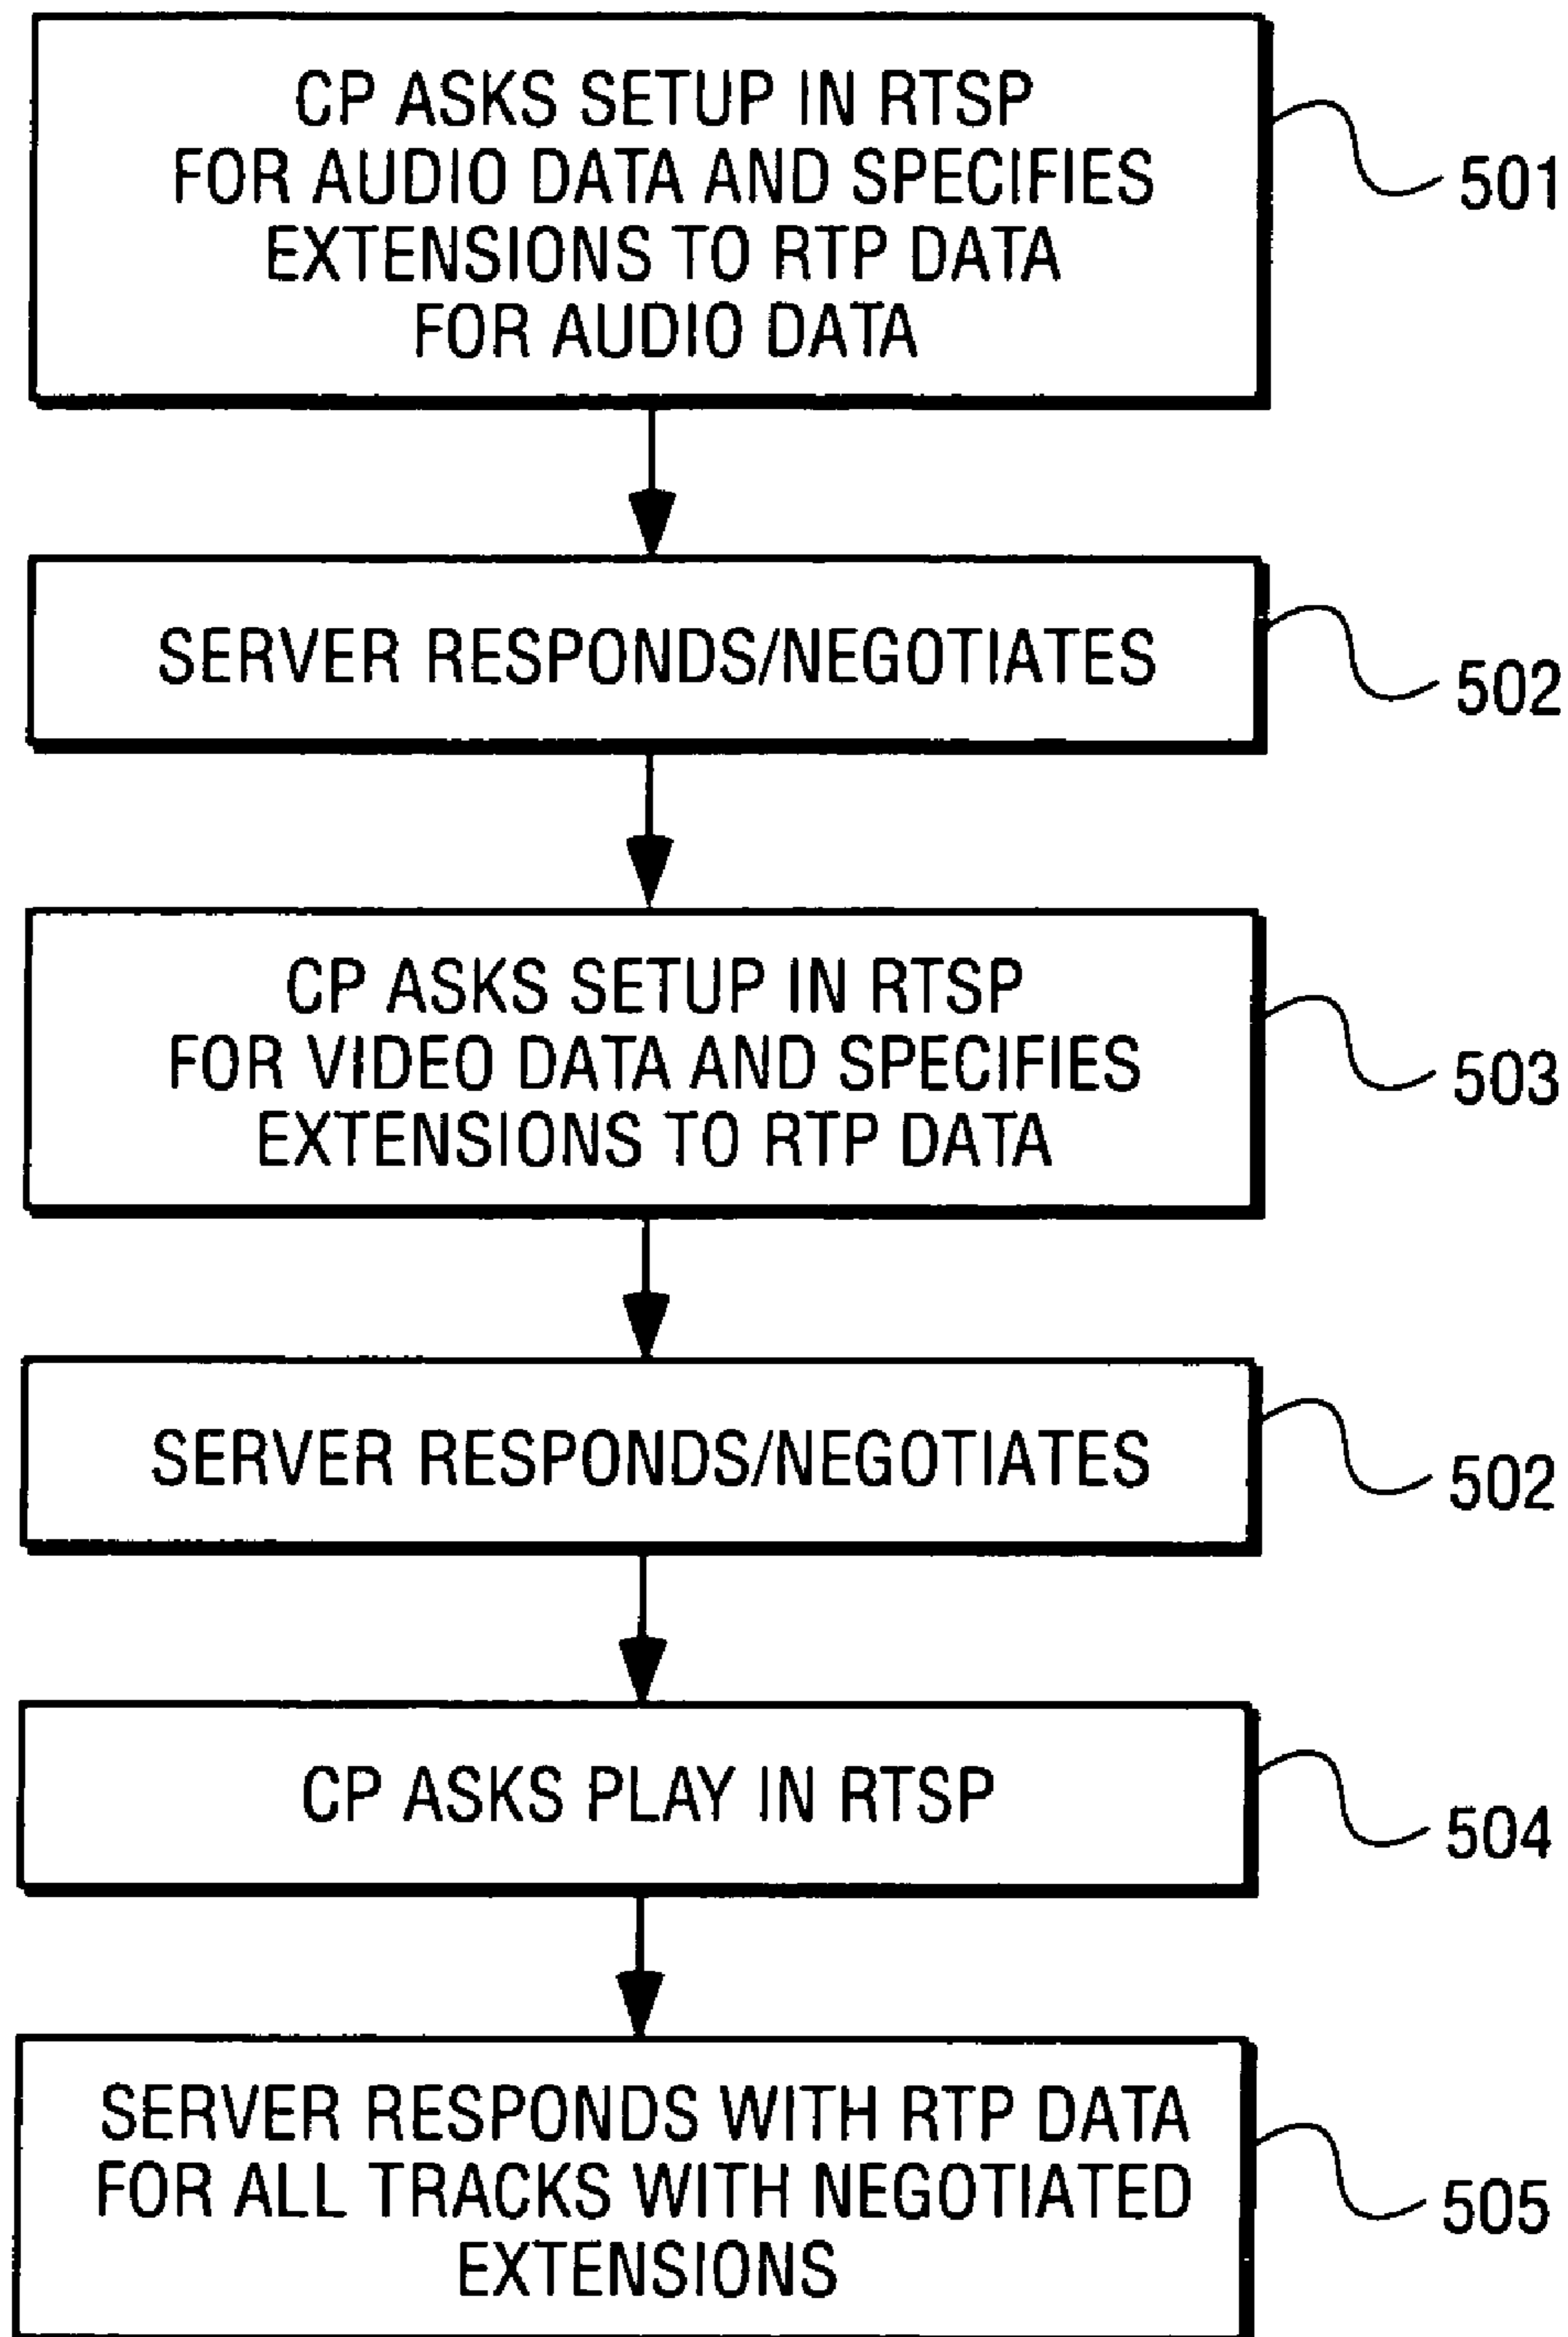 CP ASKS SETUP IN RTSP
FOR AUDIO DATA AND SPECIFIES
EXTENSIONS TO RTP DATA
FOR AUDIO DATA
501
SERVER RESPONDS/NEGOTIATES
502
CP ASKS SETUP IN RTSP
FOR VIDEO DATA AND SPECIFIES
EXTENSIONS TO RTP DATA
503
SERVER RESPONDS/NEGOTIATES
502
CP ASKS PLAY IN RTSP
504
SERVER RESPONDS WITH RTP DATA
FOR ALL TRACKS WITH NEGOTIATED
EXTENSIONS
505